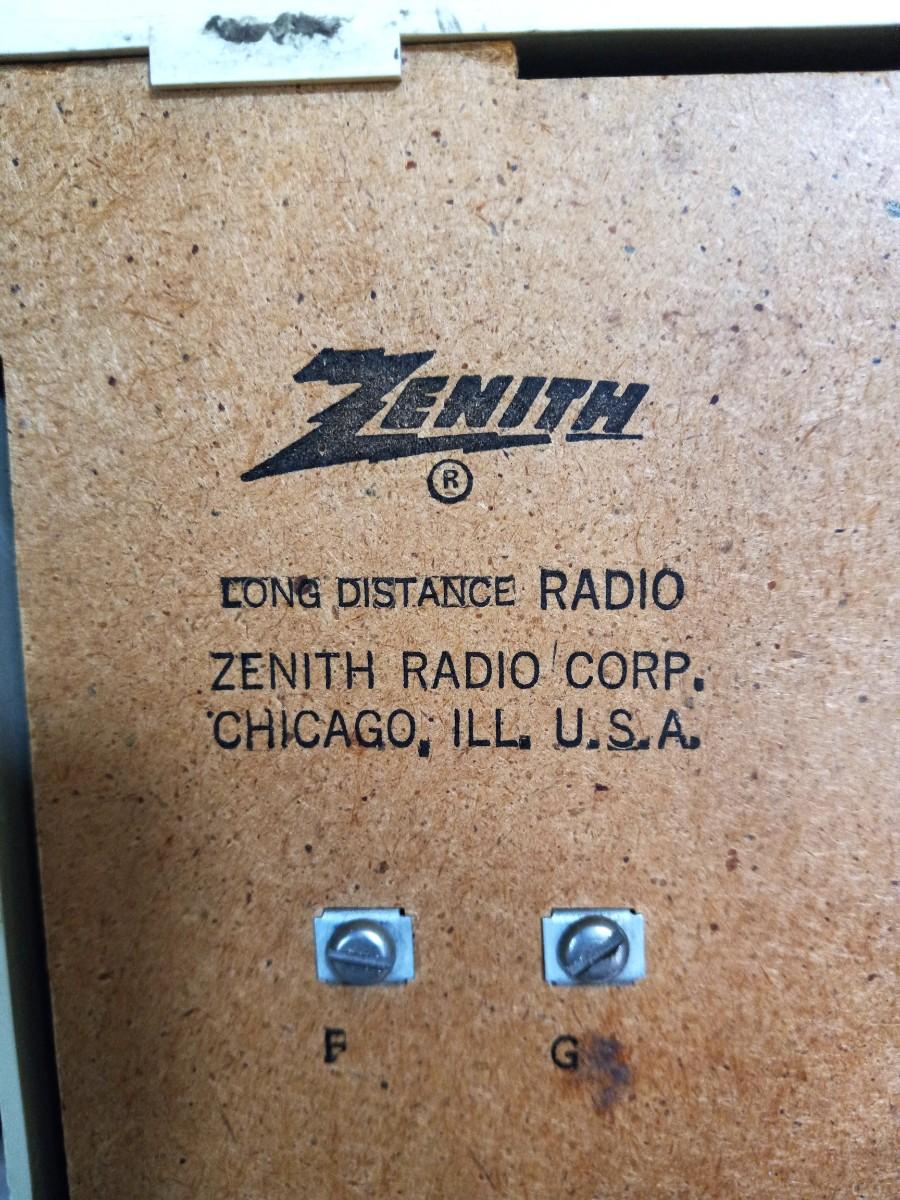 ZENITH
®
LONG DISTANCE RADIO
ZENITH RADIO CORP.
CHICAGO, ILL. U.S.A.
F G